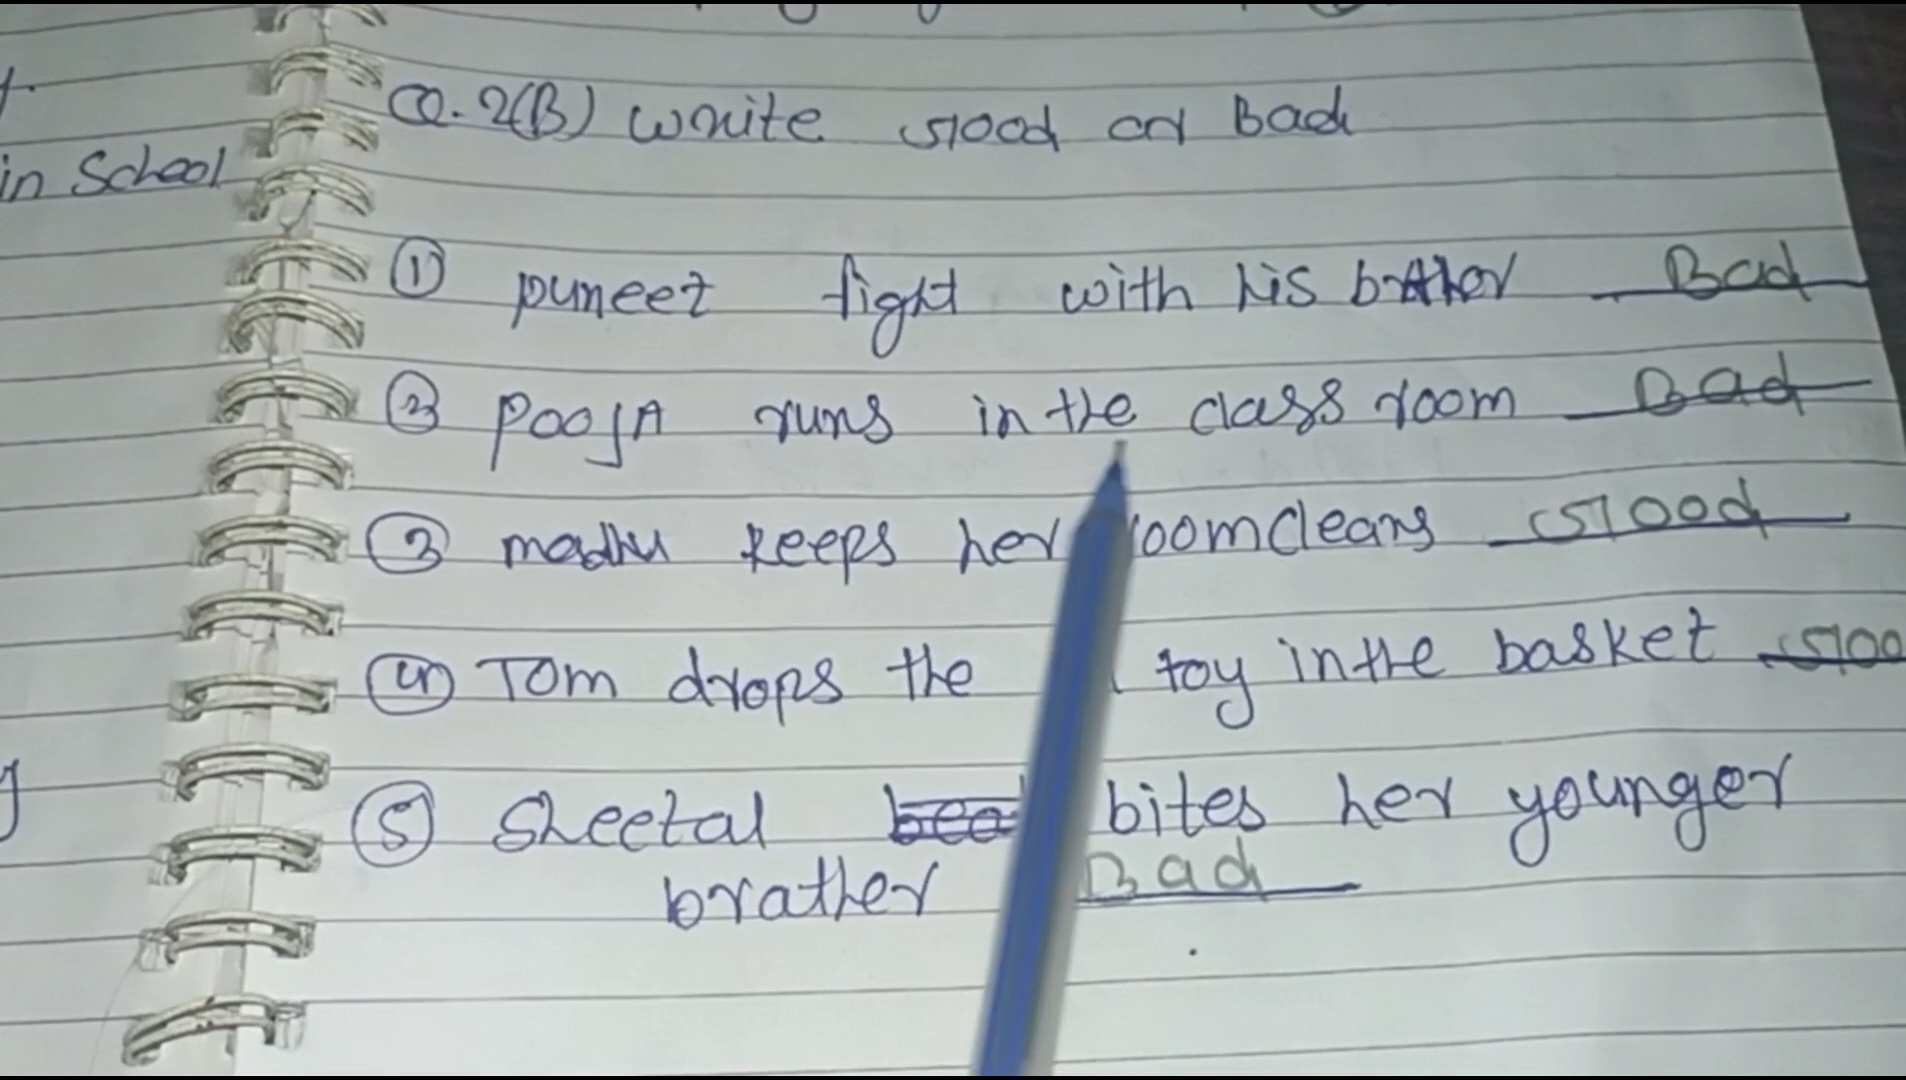 in School
Q.2(B) Write Good or Bad
① puneet fight with his brother Bad
② PoojA runs in the class room Bad
③ madhu keeps her roomcleans Good
④ Tom drops the toy in the basket Goo
⑤ Sheetal bites her younger
brather Bad